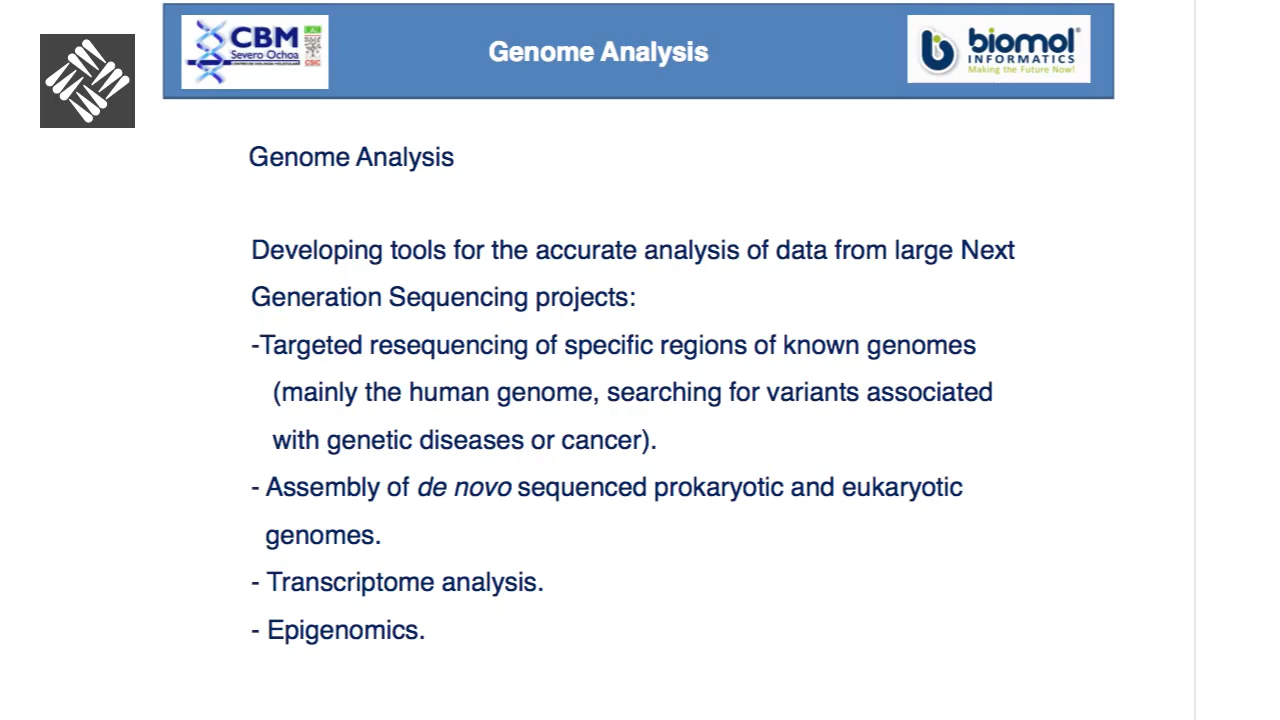 CBM
Severo Ochoa
CSIC
Genome Analysis
biomol®
INFORMATICS
Making the Future Now!
Genome Analysis
Developing tools for the accurate analysis of data from large Next
Generation Sequencing projects:
-Targeted resequencing of specific regions of known genomes
(mainly the human genome, searching for variants associated
with genetic diseases or cancer).
- Assembly of de novo sequenced prokaryotic and eukaryotic
genomes.
- Transcriptome analysis.
- Epigenomics.